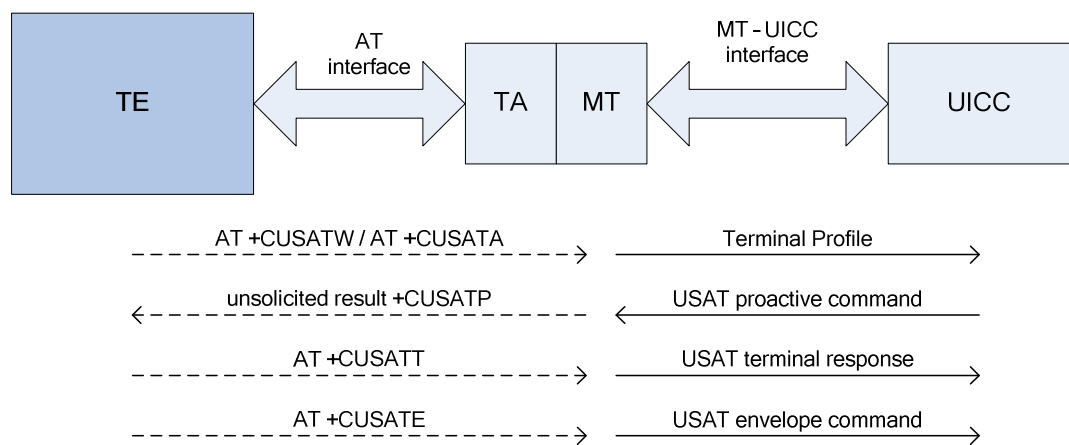 AT
interface
MT - UICC
interface
TE
TA
MT
UICC
AT +CUSATW / AT +CUSATA
Terminal Profile
unsolicited result +CUSATP
USAT proactive command
AT +CUSATT
USAT terminal response
AT +CUSATE
USAT envelope command